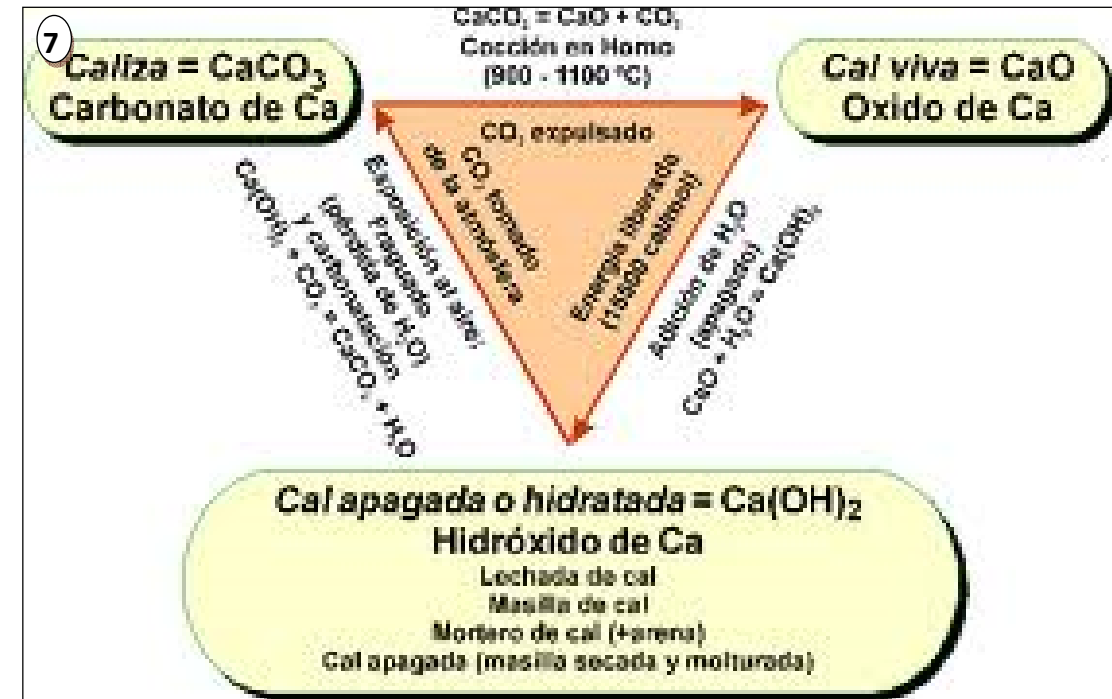 7
Caliza = CaCO₃
Carbonato de Ca
CaCO₃ = CaO + CO₂
Cocción en Horno
(900 - 1100 ºC)
Cal viva = CaO
Oxido de Ca
CO₂ expulsado
CO₂ tomado
de la atmósfera
Energía liberada
(15500 cal/mol)
Exposición al aire:
Fraguado
(pérdida de H₂O)
y carbonatación
Ca(OH)₂ + CO₂ = CaCO₃ + H₂O
Adición de H₂O
(apagado)
CaO + H₂O = Ca(OH)₂
Cal apagada o hidratada = Ca(OH)₂
Hidróxido de Ca
Lechada de cal
Masilla de cal
Mortero de cal (+arena)
Cal apagada (masilla secada y molturada)